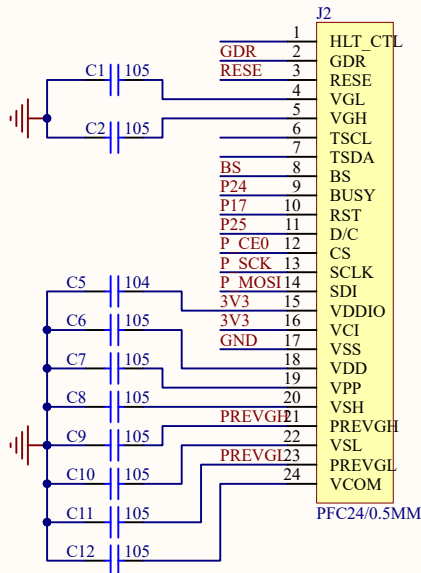 J2
1 HLT_CTL
GDR 2 GDR
RESE 3 RESE
C1 105 4 VGL
C2 105 5 VGH
6 TSCL
7 TSDA
BS 8 BS
P24 9 BUSY
P17 10 RST
P25 11 D/C
P_CE0 12 CS
P_SCK 13 SCLK
P_MOSI 14 SDI
C5 104 3V3 15 VDDIO
3V3 16 VCI
GND 17 VSS
C6 105 18 VDD
C7 105 19 VPP
C8 105 20 VSH
C9 105 PREVGH 21 PREVGH
C10 105 22 VSL
C11 105 PREVGL 23 PREVGL
C12 105 24 VCOM
PFC24/0.5MM